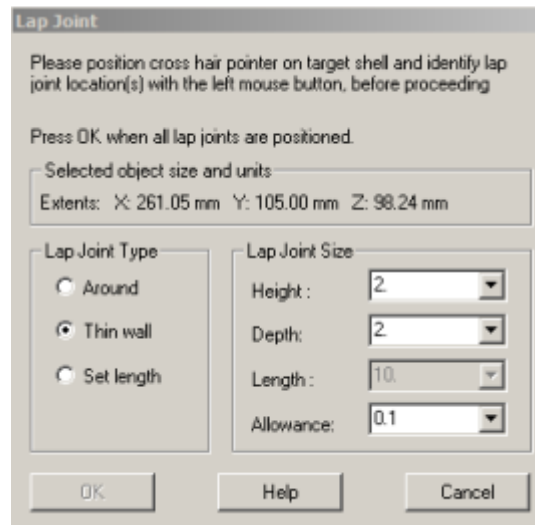 Lap Joint
Please position cross hair pointer on target shell and identify lap
joint location(s) with the left mouse button, before proceeding
Press OK when all lap joints are positioned.
Selected object size and units
Extents: X: 261.05 mm Y: 105.00 mm Z: 98.24 mm
Lap Joint Type
Around
Thin wall
Set length
Lap Joint Size
Height : 2.
Depth: 2.
Length : 10.
Allowance: 0.1
OK Help Cancel